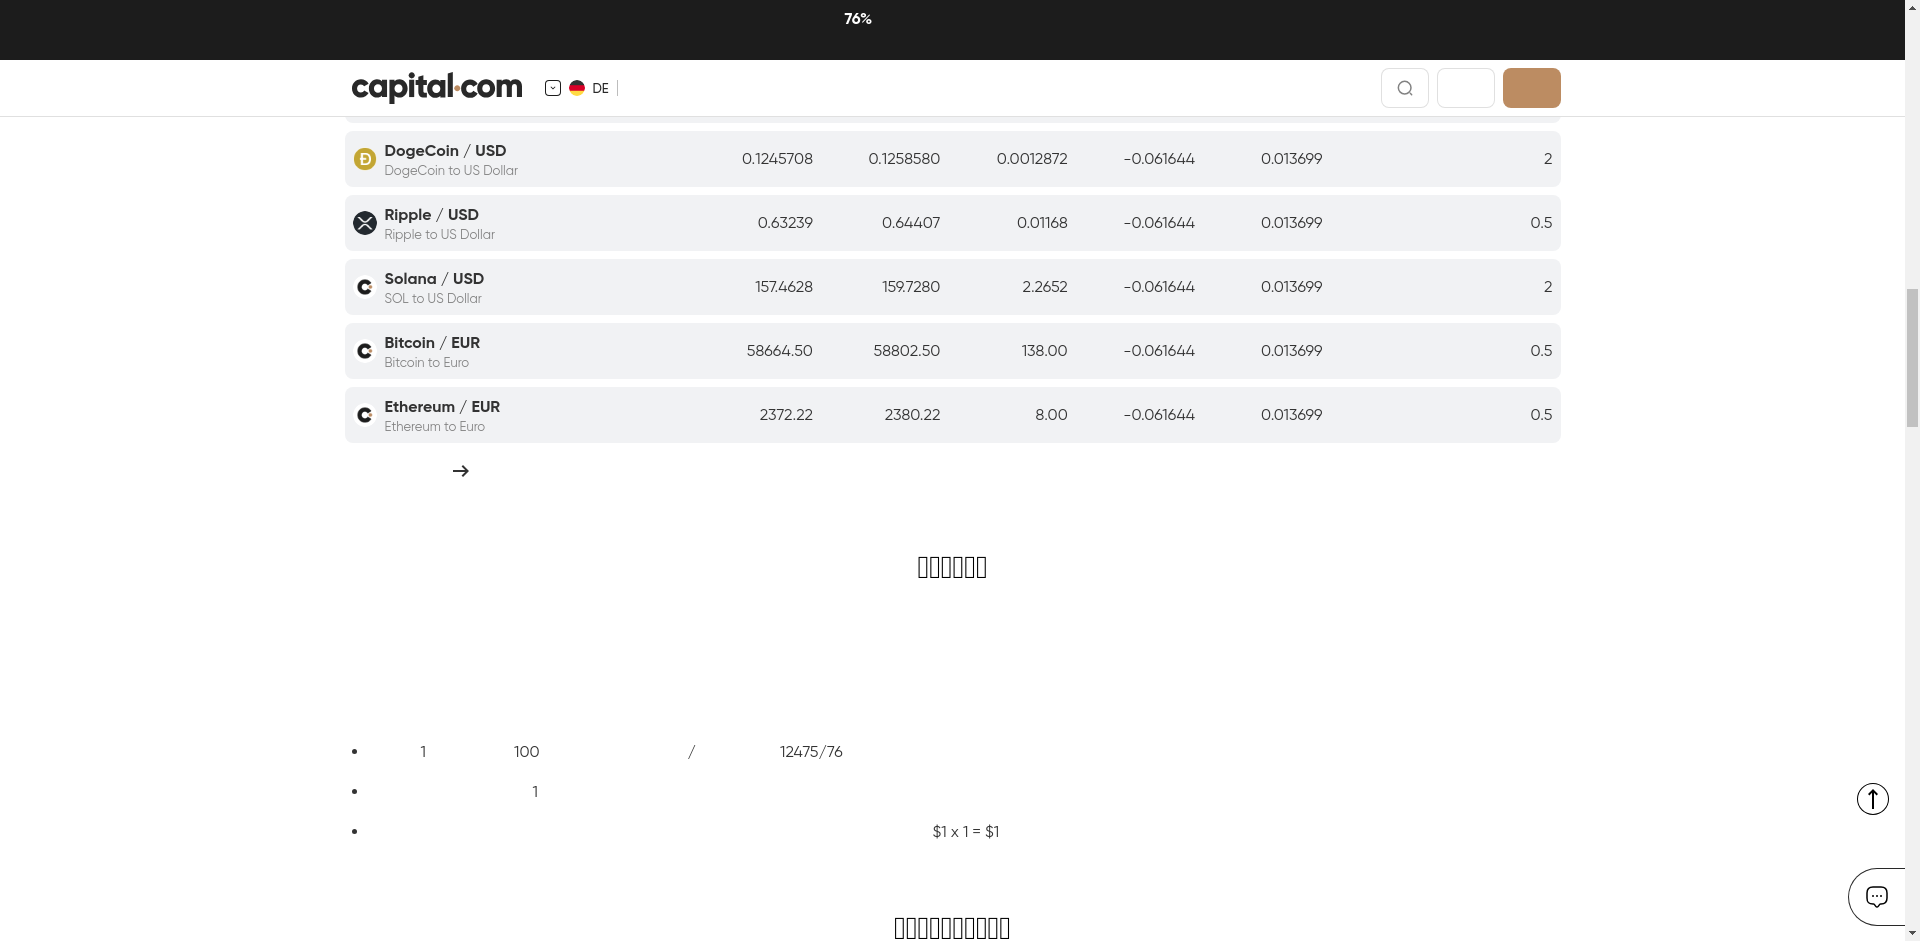 76%
capital.com
DE
DogeCoin / USD 0.1245708 0.1258580 0.0012872 -0.061644 0.013699 2
DogeCoin to US Dollar
Ripple / USD 0.63239 0.64407 0.01168 -0.061644 0.013699 0.5
Ripple to US Dollar
Solana / USD 157.4628 159.7280 2.2652 -0.061644 0.013699 2
SOL to US Dollar
Bitcoin / EUR 58664.50 58802.50 138.00 -0.061644 0.013699 0.5
Bitcoin to Euro
Ethereum / EUR 2372.22 2380.22 8.00 -0.061644 0.013699 0.5
Ethereum to Euro
1 100 / 12475/76
1
$1 x 1 = $1